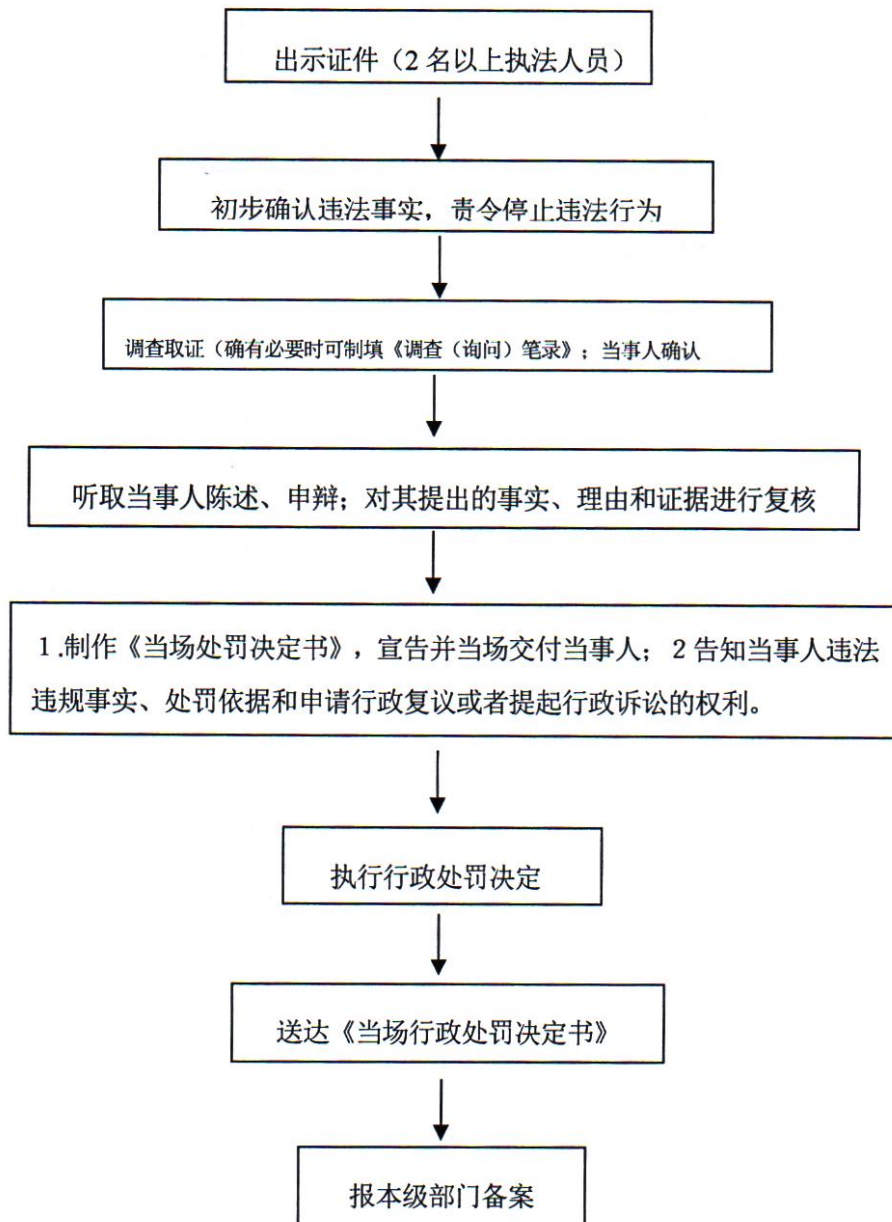 出示证件（2 名以上执法人员）
初步确认违法事实，责令停止违法行为
调查取证（确有必要时可制填《调查（询问）笔录》；当事人确认
听取当事人陈述、申辩；对其提出的事实、理由和证据进行复核
1.制作《当场处罚决定书》，宣告并当场交付当事人；2 告知当事人违法
违规事实、处罚依据和申请行政复议或者提起行政诉讼的权利。
执行行政处罚决定
送达《当场行政处罚决定书》
报本级部门备案